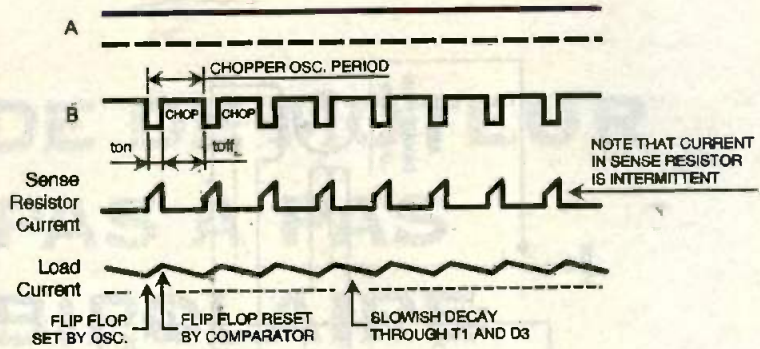 A
CHOPPER OSC. PERIOD
B
CHOP
CHOP
ton
toff
NOTE THAT CURRENT
IN SENSE RESISTOR
IS INTERMITTENT
Sense
Resistor
Current
Load
Current
FLIP FLOP
SET BY OSC.
FLIP FLOP RESET
BY COMPARATOR
SLOWISH DECAY
THROUGH T1 AND D3